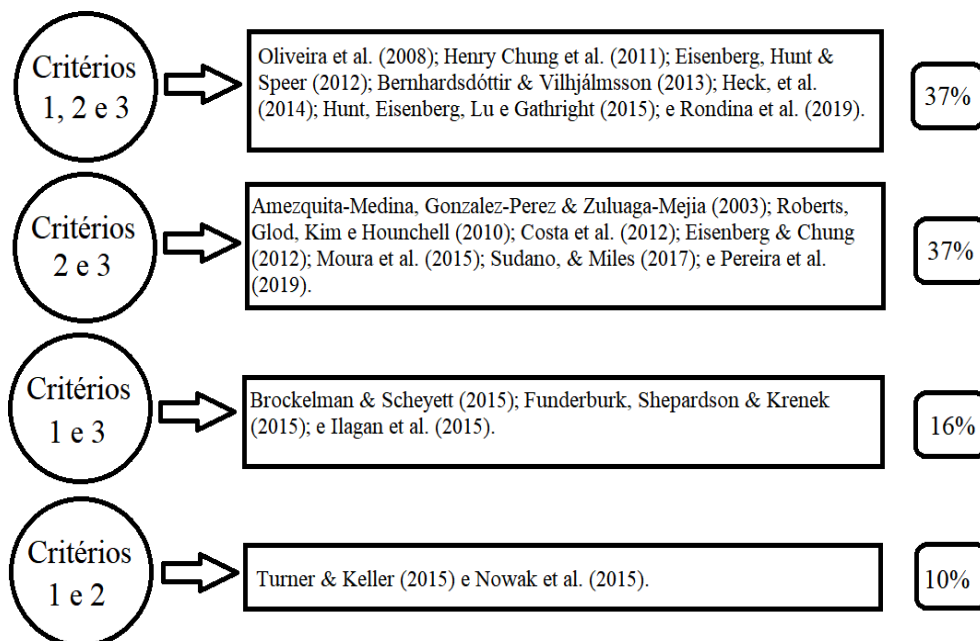 Critérios
1, 2 e 3
Oliveira et al. (2008); Henry Chung et al. (2011); Eisenberg, Hunt &
Speer (2012); Bernhardsdóttir & Vilhjálmsson (2013); Heck, et al.
(2014); Hunt, Eisenberg, Lu e Gathright (2015); e Rondina et al. (2019).
37%
Critérios
2 e 3
Amezquita-Medina, Gonzalez-Perez & Zuluaga-Mejia (2003); Roberts,
Glod, Kim e Hounchell (2010); Costa et al. (2012); Eisenberg & Chung
(2012); Moura et al. (2015); Sudano, & Miles (2017); e Pereira et al.
(2019).
37%
Critérios
1 e 3
Brockelman & Scheyett (2015); Funderburk, Shepardson & Krenek
(2015); e Ilagan et al. (2015).
16%
Critérios
1 e 2
Turner & Keller (2015) e Nowak et al. (2015).
10%